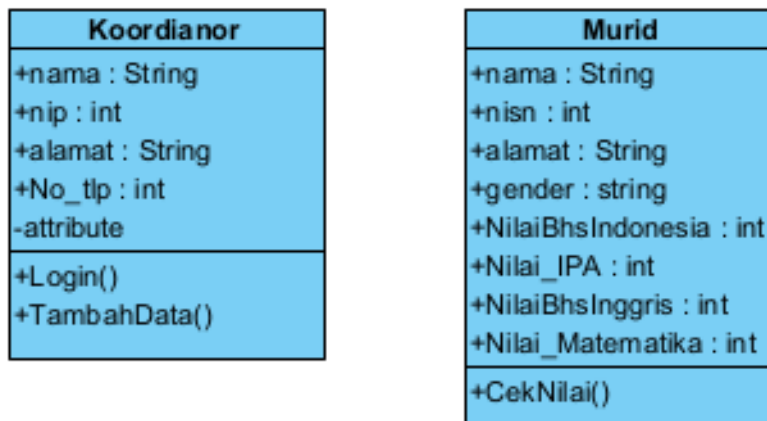 Koordianor
+nama : String
+nip : int
+alamat : String
+No_tlp : int
-attribute
+Login()
+TambahData()
Murid
+nama : String
+nisn : int
+alamat : String
+gender : string
+NilaiBhsIndonesia : int
+Nilai_IPA : int
+NilaiBhsInggris : int
+Nilai_Matematika : int
+CekNilai()